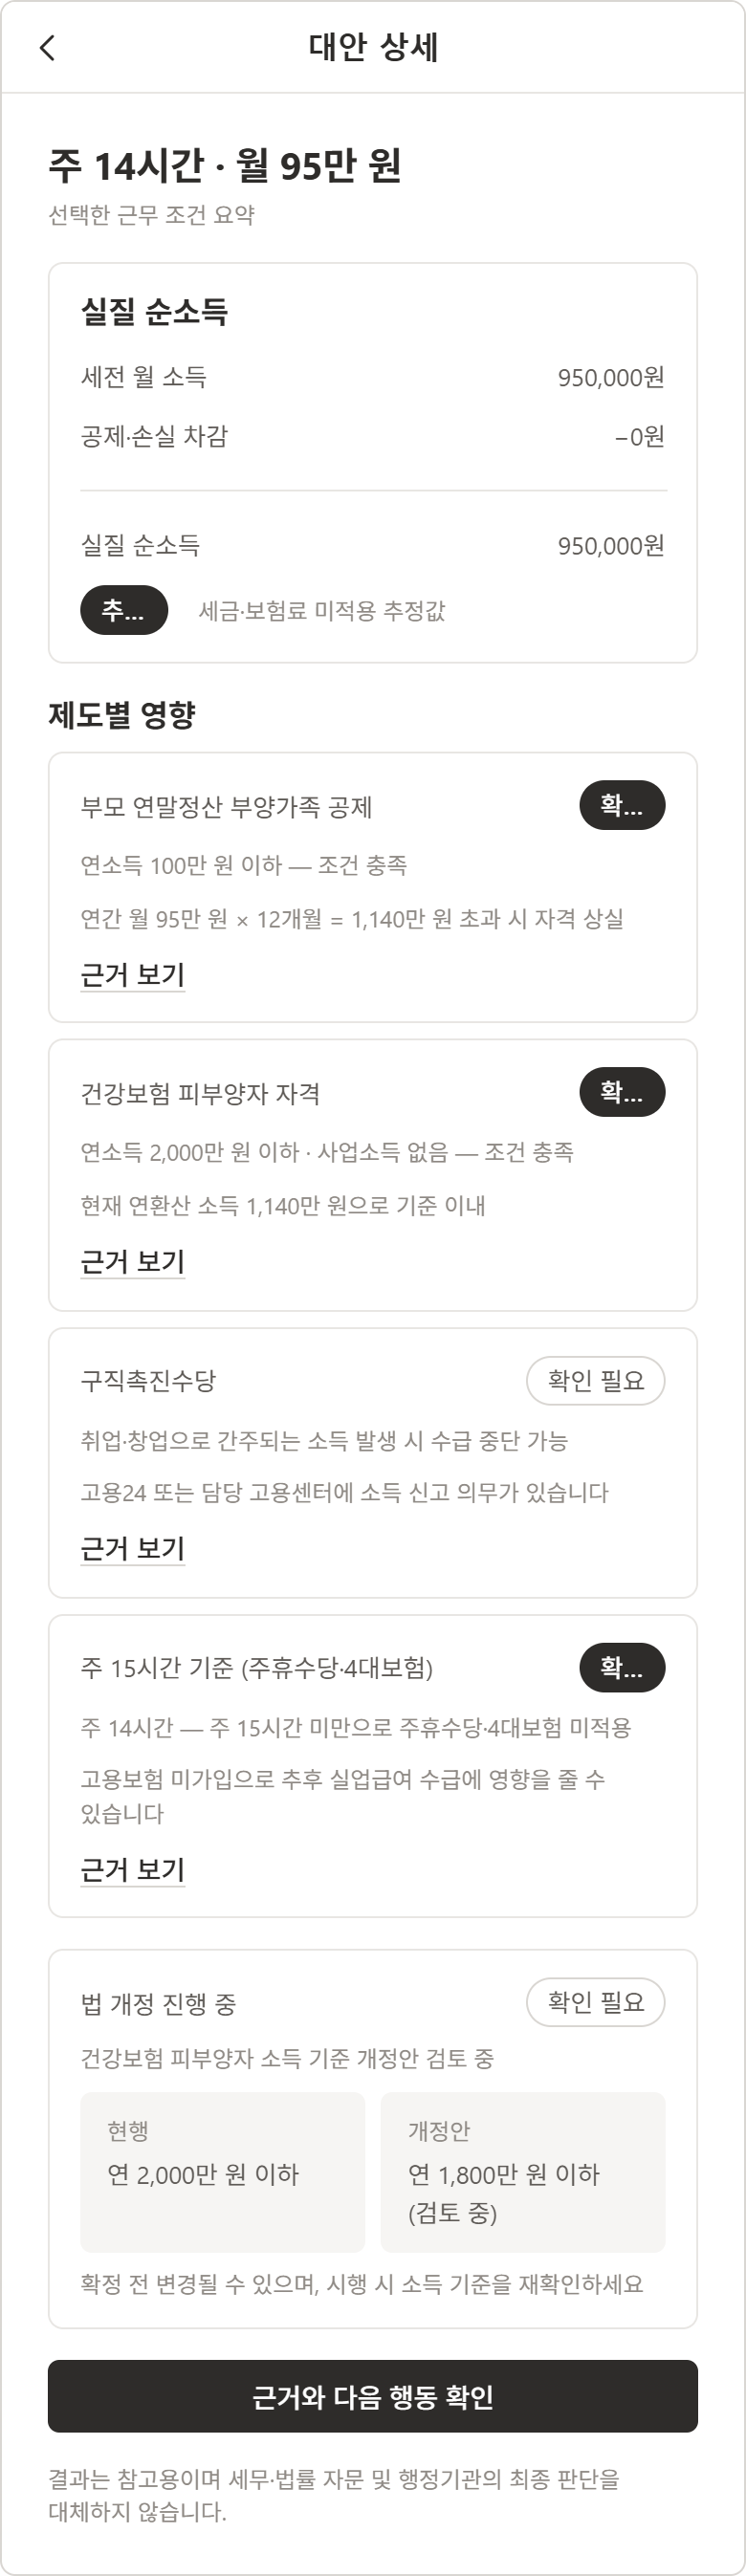 대안 상세
주 14시간 · 월 95만 원
선택한 근무 조건 요약
실질 순소득
세전 월 소득 950,000원
공제·손실 차감 −0원
실질 순소득 950,000원
추... 세금·보험료 미적용 추정값
제도별 영향
부모 연말정산 부양가족 공제 확...
연소득 100만 원 이하 — 조건 충족
연간 월 95만 원 × 12개월 = 1,140만 원 초과 시 자격 상실
근거 보기
건강보험 피부양자 자격 확...
연소득 2,000만 원 이하 · 사업소득 없음 — 조건 충족
현재 연환산 소득 1,140만 원으로 기준 이내
근거 보기
구직촉진수당 확인 필요
취업·창업으로 간주되는 소득 발생 시 수급 중단 가능
고용24 또는 담당 고용센터에 소득 신고 의무가 있습니다
근거 보기
주 15시간 기준 (주휴수당·4대보험) 확...
주 14시간 — 주 15시간 미만으로 주휴수당·4대보험 미적용
고용보험 미가입으로 추후 실업급여 수급에 영향을 줄 수
있습니다
근거 보기
법 개정 진행 중 확인 필요
건강보험 피부양자 소득 기준 개정안 검토 중
현행
연 2,000만 원 이하
개정안
연 1,800만 원 이하
(검토 중)
확정 전 변경될 수 있으며, 시행 시 소득 기준을 재확인하세요
근거와 다음 행동 확인
결과는 참고용이며 세무·법률 자문 및 행정기관의 최종 판단을
대체하지 않습니다.